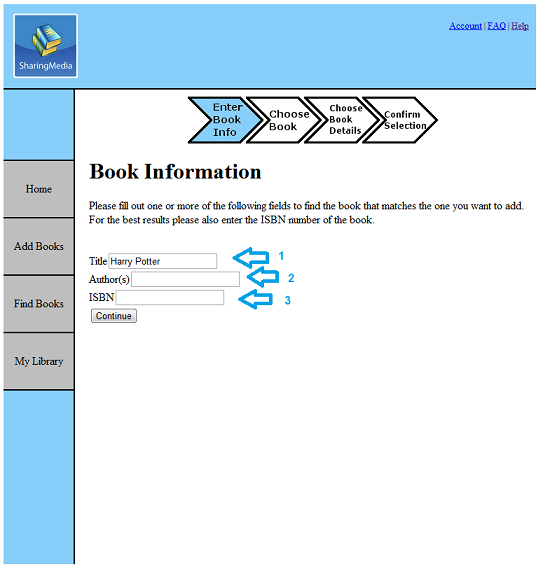 Account | FAQ | Help
SharingMedia
Enter
Book
Info
Choose
Book
Choose
Book
Details
Confirm
Selection
Book Information
Please fill out one or more of the following fields to find the book that matches the one you want to add.
For the best results please also enter the ISBN number of the book.
Home
Add Books
Find Books
My Library
Title Harry Potter 1
Author(s) 2
ISBN 3
Continue